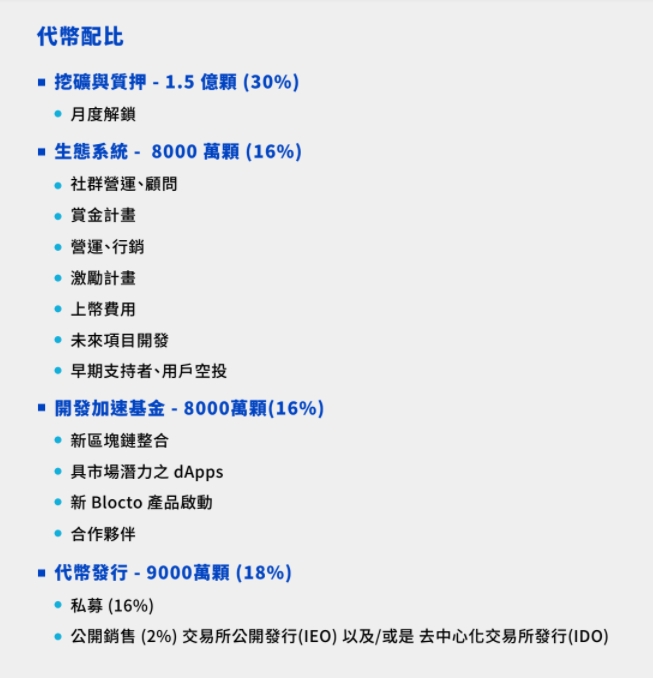 代幣配比
挖礦與質押 - 1.5 億顆 (30%)
月度解鎖
生態系統 - 8000 萬顆 (16%)
社群營運、顧問
賞金計畫
營運、行銷
激勵計畫
上幣費用
未來項目開發
早期支持者、用戶空投
開發加速基金 - 8000萬顆(16%)
新區塊鏈整合
具市場潛力之 dApps
新 Blocto 產品啟動
合作夥伴
代幣發行 - 9000萬顆 (18%)
私募 (16%)
公開銷售 (2%) 交易所公開發行(IEO) 以及/或是 去中心化交易所發行(IDO)